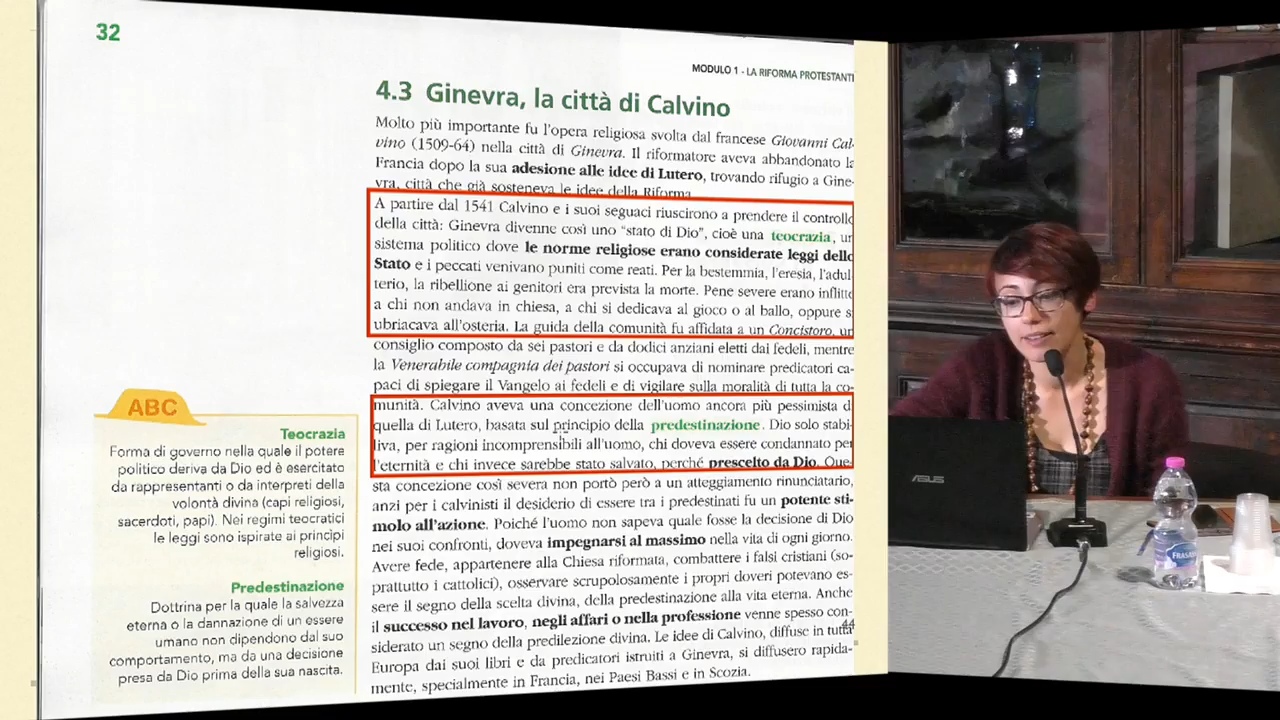 32
MODULO 1 - LA RIFORMA PROTESTANT
4.3 Ginevra, la città di Calvino
Molto più importante fu l'opera religiosa svolta dal francese Giovanni Cal-
vino (1509-64) nella città di Ginevra. Il riformatore aveva abbandonato la
Francia dopo la sua adesione alle idee di Lutero, trovando rifugio a Gine-
vra, città che già sosteneva le idee della Riforma.
A partire dal 1541 Calvino e i suoi seguaci riuscirono a prendere il controllo
della città: Ginevra divenne così uno "stato di Dio", cioè una teocrazia, un
sistema politico dove le norme religiose erano considerate leggi dello
Stato e i peccati venivano puniti come reati. Per la bestemmia, l'eresia, l'adul
terio, la ribellione ai genitori era prevista la morte. Pene severe erano inflitte
a chi non andava in chiesa, a chi si dedicava al gioco o al ballo, oppure s
ubriacava all'osteria. La guida della comunità fu affidata a un Concistoro, un
consiglio composto da sei pastori e da dodici anziani eletti dai fedeli, mentre
la Venerabile compagnia dei pastori si occupava di nominare predicatori ca-
paci di spiegare il Vangelo ai fedeli e di vigilare sulla moralità di tutta la co-
munità. Calvino aveva una concezione dell'uomo ancora più pessimista d
quella di Lutero, basata sul principio della predestinazione. Dio solo stabi-
liva, per ragioni incomprensibili all'uomo, chi doveva essere condannato per
l'eternità e chi invece sarebbe stato salvato, perché prescelto da Dio. Que-
sta concezione così severa non portò però a un atteggiamento rinunciatario,
anzi per i calvinisti il desiderio di essere tra i predestinati fu un potente sti-
molo all'azione. Poiché l'uomo non sapeva quale fosse la decisione di Dio
nei suoi confronti, doveva impegnarsi al massimo nella vita di ogni giorno.
Avere fede, appartenere alla Chiesa riformata, combattere i falsi cristiani (so-
prattutto i cattolici), osservare scrupolosamente i propri doveri potevano es-
sere il segno della scelta divina, della predestinazione alla vita eterna. Anche
il successo nel lavoro, negli affari o nella professione venne spesso con-
siderato un segno della predilezione divina. Le idee di Calvino, diffuse in tutta
Europa dai suoi libri e da predicatori istruiti a Ginevra, si diffusero rapida-
mente, specialmente in Francia, nei Paesi Bassi e in Scozia.
44
ABC
Teocrazia
Forma di governo nella quale il potere
politico deriva da Dio ed è esercitato
da rappresentanti o da interpreti della
volontà divina (capi religiosi,
sacerdoti, papi). Nei regimi teocratici
le leggi sono ispirate ai principi
religiosi.
Predestinazione
Dottrina per la quale la salvezza
eterna o la dannazione di un essere
umano non dipendono dal suo
comportamento, ma da una decisione
presa da Dio prima della sua nascita.
ASUS